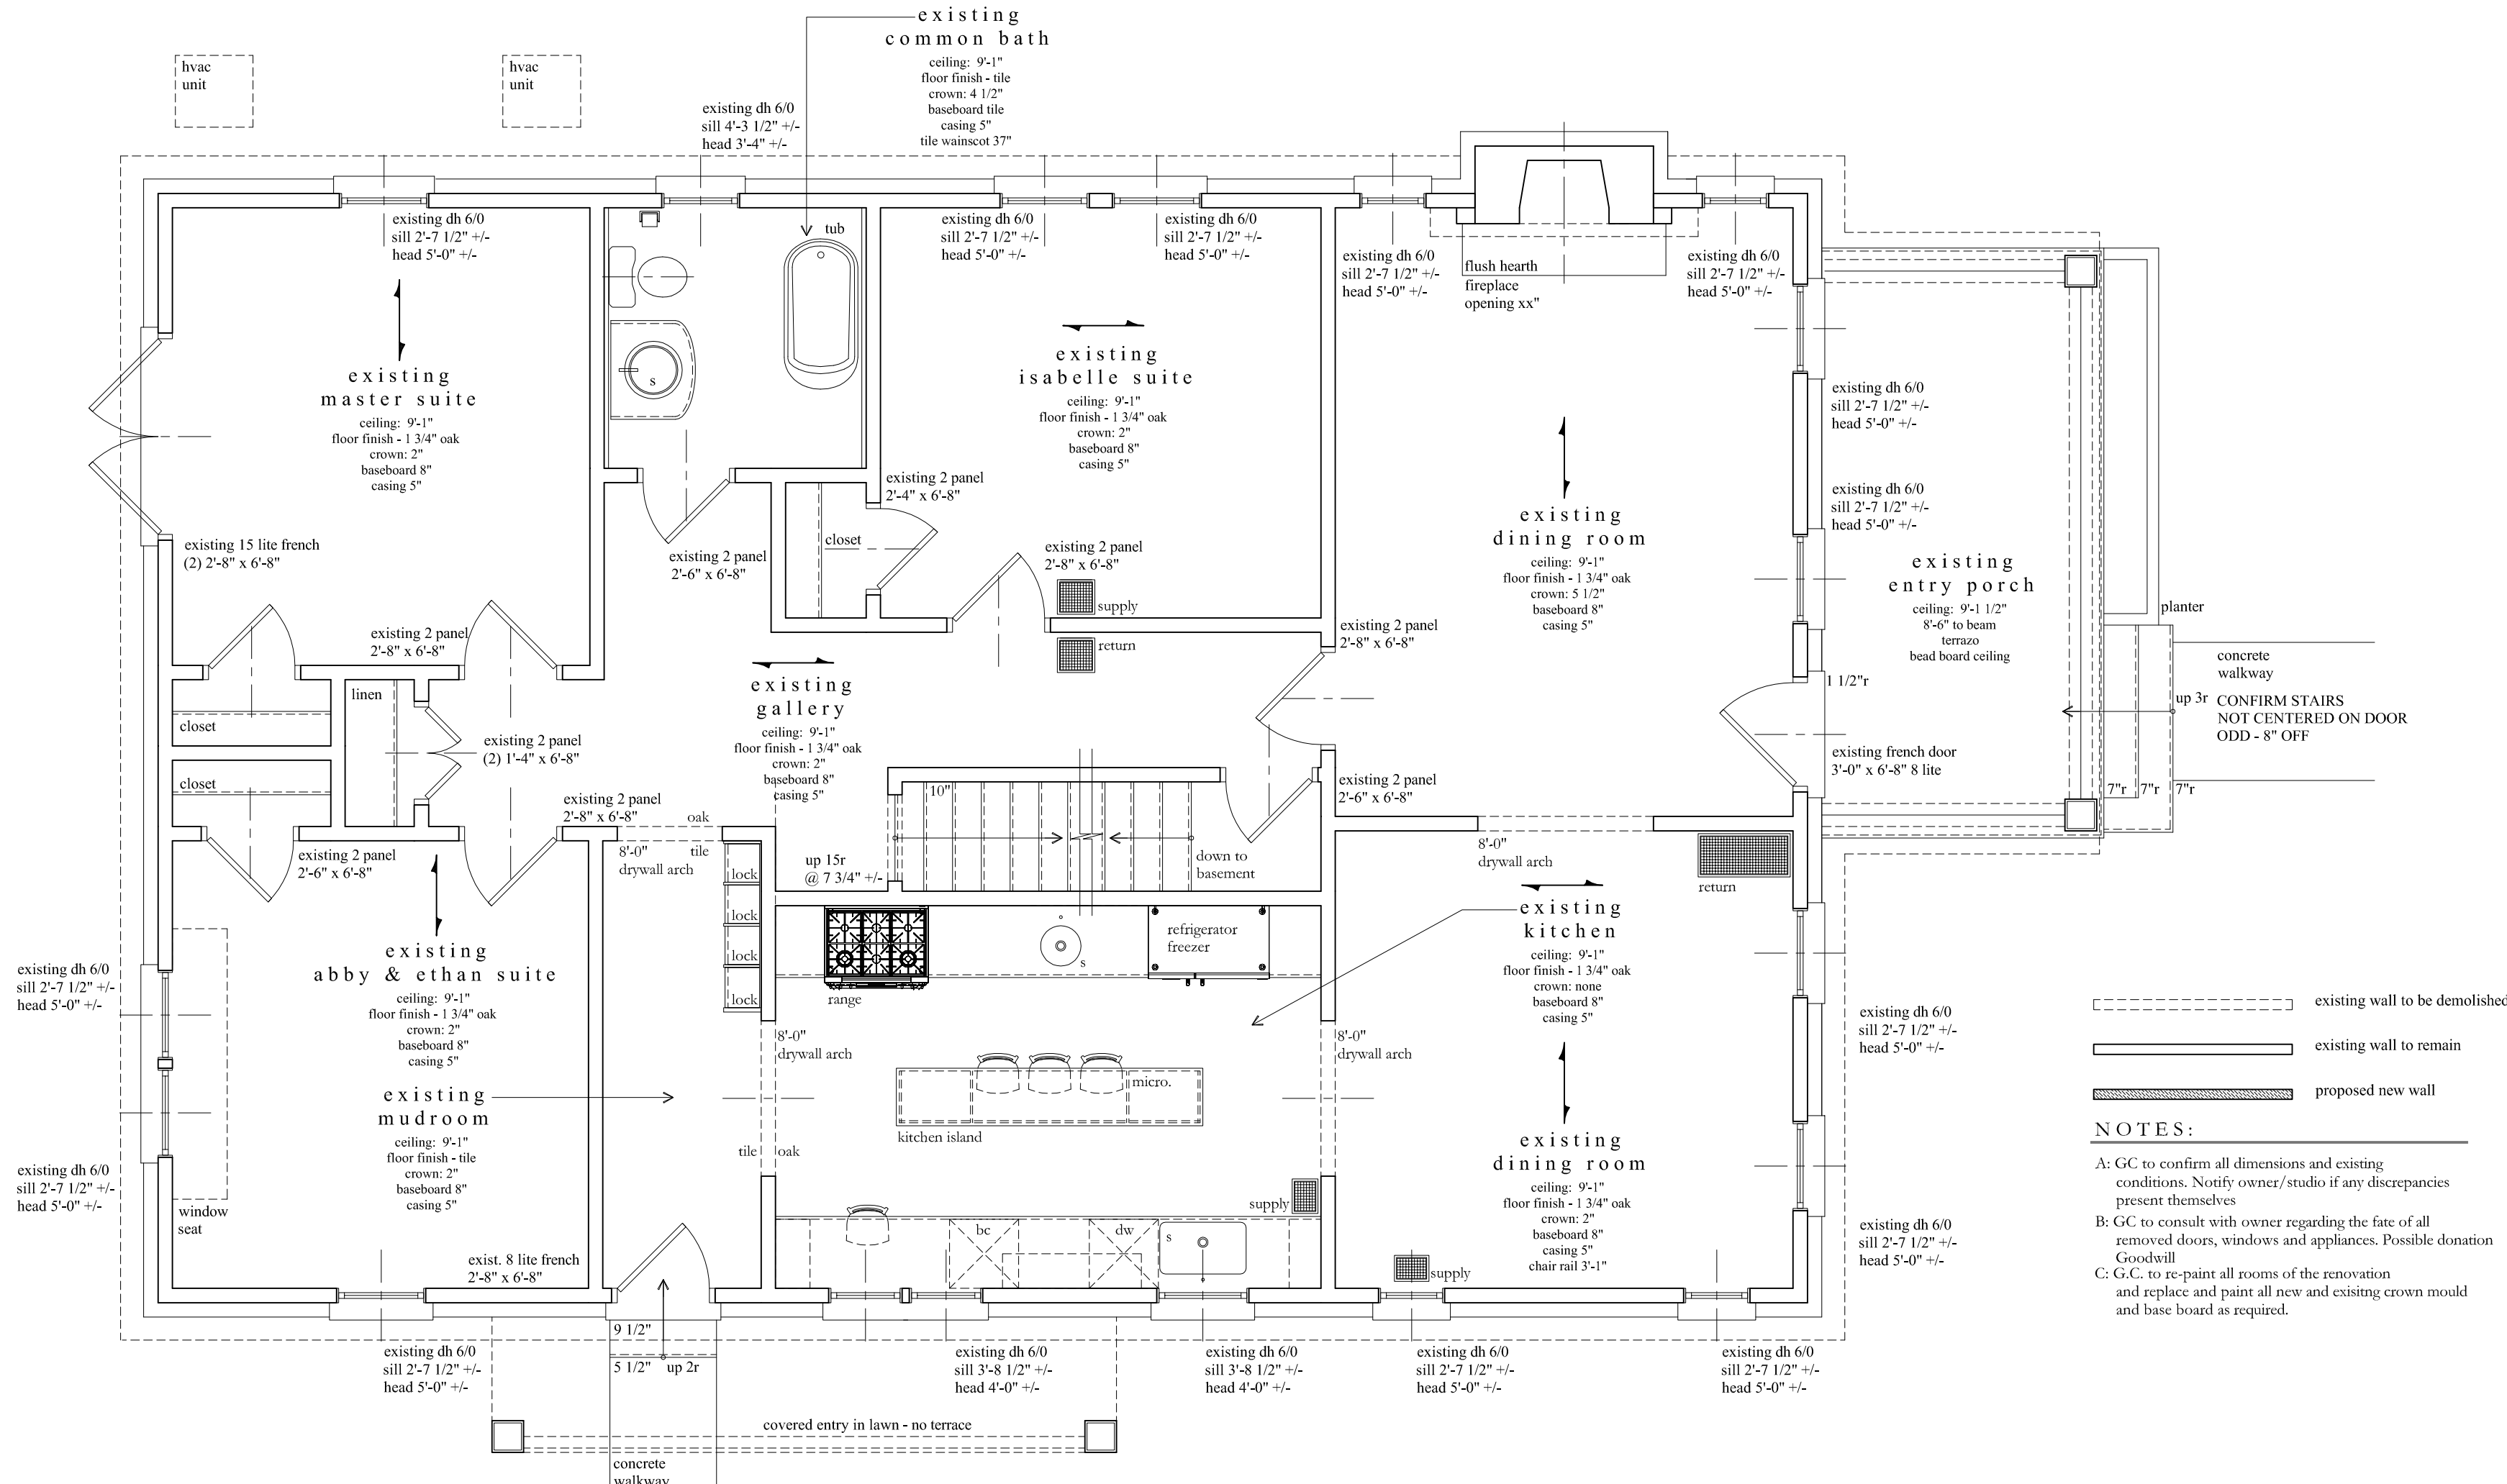 existing
common bath
ceiling: 9'-1"
floor finish - tile
crown: 4 1/2"
baseboard tile
casing 5"
tile wainscot 37"
hvac
unit
hvac
unit
existing dh 6/0
sill 4'-3 1/2" +/-
head 3'-4" +/-
existing dh 6/0
sill 2'-7 1/2" +/-
head 5'-0" +/-
tub
existing dh 6/0
sill 2'-7 1/2" +/-
head 5'-0" +/-
existing dh 6/0
sill 2'-7 1/2" +/-
head 5'-0" +/-
existing dh 6/0
sill 2'-7 1/2" +/-
head 5'-0" +/-
flush hearth
fireplace
opening xx"
existing dh 6/0
sill 2'-7 1/2" +/-
head 5'-0" +/-
existing
master suite
ceiling: 9'-1"
floor finish - 1 3/4" oak
crown: 2"
baseboard 8"
casing 5"
s
existing
isabelle suite
ceiling: 9'-1"
floor finish - 1 3/4" oak
crown: 2"
baseboard 8"
casing 5"
existing dh 6/0
sill 2'-7 1/2" +/-
head 5'-0" +/-
existing 2 panel
2'-4" x 6'-8"
existing
dining room
ceiling: 9'-1"
floor finish - 1 3/4" oak
crown: 5 1/2"
baseboard 8"
casing 5"
existing dh 6/0
sill 2'-7 1/2" +/-
head 5'-0" +/-
existing 15 lite french
(2) 2'-8" x 6'-8"
existing 2 panel
2'-6" x 6'-8"
closet
existing 2 panel
2'-8" x 6'-8"
supply
return
existing
entry porch
ceiling: 9'-1 1/2"
8'-6" to beam
terrazo
bead board ceiling
planter
existing 2 panel
2'-8" x 6'-8"
existing 2 panel
2'-8" x 6'-8"
concrete
walkway
1 1/2"r
up 3r
CONFIRM STAIRS
NOT CENTERED ON DOOR
ODD - 8" OFF
linen
closet
existing
gallery
ceiling: 9'-1"
floor finish - 1 3/4" oak
crown: 2"
baseboard 8"
casing 5"
existing 2 panel
(2) 1'-4" x 6'-8"
existing french door
3'-0" x 6'-8" 8 lite
closet
10"
existing 2 panel
2'-6" x 6'-8"
7"r
7"r
7"r
existing 2 panel
2'-8" x 6'-8"
oak
tile
8'-0"
drywall arch
existing 2 panel
2'-6" x 6'-8"
up 15r
@ 7 3/4" +/-
down to
basement
8'-0"
drywall arch
return
lock
lock
lock
lock
range
s
refrigerator
freezer
existing
kitchen
ceiling: 9'-1"
floor finish - 1 3/4" oak
crown: none
baseboard 8"
casing 5"
existing
abby & ethan suite
ceiling: 9'-1"
floor finish - 1 3/4" oak
crown: 2"
baseboard 8"
casing 5"
existing dh 6/0
sill 2'-7 1/2" +/-
head 5'-0" +/-
existing dh 6/0
sill 2'-7 1/2" +/-
head 5'-0" +/-
existing wall to be demolished
existing wall to remain
proposed new wall
8'-0"
drywall arch
8'-0"
drywall arch
micro.
kitchen island
existing
mudroom
ceiling: 9'-1"
floor finish - tile
crown: 2"
baseboard 8"
casing 5"
tile
oak
existing
dining room
ceiling: 9'-1"
floor finish - 1 3/4" oak
crown: 2"
baseboard 8"
casing 5"
chair rail 3'-1"
existing dh 6/0
sill 2'-7 1/2" +/-
head 5'-0" +/-
window
seat
supply
bc
dw
s
supply
exist. 8 lite french
2'-8" x 6'-8"
existing dh 6/0
sill 2'-7 1/2" +/-
head 5'-0" +/-
NOTES:
A: GC to confirm all dimensions and existing
conditions. Notify owner/studio if any discrepancies
present themselves
B: GC to consult with owner regarding the fate of all
removed doors, windows and appliances. Possible donation
Goodwill
C: G.C. to re-paint all rooms of the renovation
and replace and paint all new and exisitng crown mould
and base board as required.
9 1/2"
5 1/2"
up 2r
existing dh 6/0
sill 2'-7 1/2" +/-
head 5'-0" +/-
existing dh 6/0
sill 3'-8 1/2" +/-
head 4'-0" +/-
existing dh 6/0
sill 3'-8 1/2" +/-
head 4'-0" +/-
existing dh 6/0
sill 2'-7 1/2" +/-
head 5'-0" +/-
existing dh 6/0
sill 2'-7 1/2" +/-
head 5'-0" +/-
covered entry in lawn - no terrace
concrete
walkway